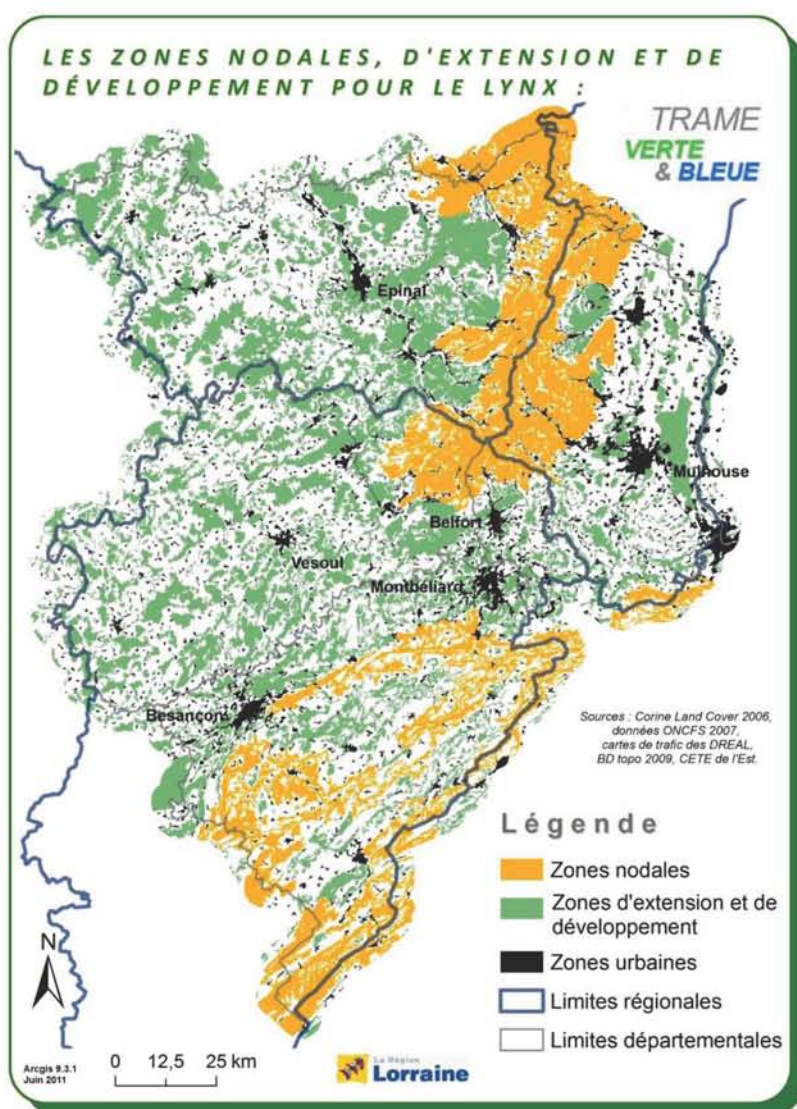 LES ZONES NODALES, D'EXTENSION ET DE
DÉVELOPPEMENT POUR LE LYNX :
TRAME
VERTE
& BLEUE
Epinal
Mulhouse
Belfort
Vesoul
Montbéliard
Besançon
Sources : Corine Land Cover 2006,
données ONCFS 2007,
cartes de trafic des DREAL,
BD topo 2009, CETE de l'Est.
Légende
Zones nodales
Zones d'extension et de
développement
Zones urbaines
Limites régionales
Limites départementales
N
Arcgis 9.3.1
Juin 2011
0 12,5 25 km
La Région
Lorraine